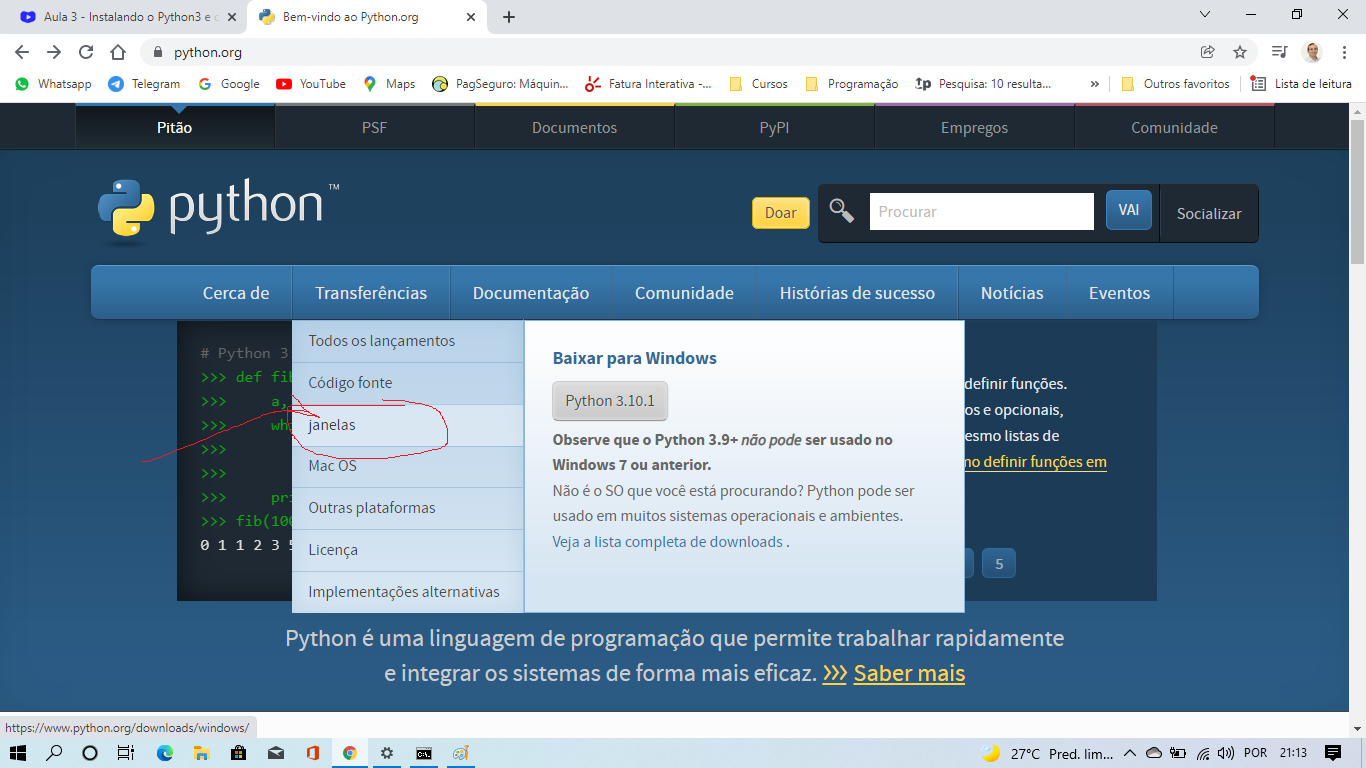 Aula 3 - Instalando o Python3 e c
Bem-vindo ao Python.org
python.org
Whatsapp
Telegram
Google
YouTube
Maps
PagSeguro: Máquin...
Fatura Interativa -...
Cursos
Programação
Pesquisa: 10 resulta...
»
Outros favoritos
Lista de leitura
Pitão
PSF
Documentos
PyPI
Empregos
Comunidade
python™
Doar
Procurar
VAI
Socializar
Cerca de
Transferências
Documentação
Comunidade
Histórias de sucesso
Notícias
Eventos
# Python 3
>>> def fib
>>> a,
>>> wh
>>>
>>>
>>> pri
>>> fib(100
0 1 1 2 3 5
Todos os lançamentos
Código fonte
janelas
Mac OS
Outras plataformas
Licença
Implementações alternativas
Baixar para Windows
Python 3.10.1
Observe que o Python 3.9+ não pode ser usado no
Windows 7 ou anterior.
Não é o SO que você está procurando? Python pode ser
usado em muitos sistemas operacionais e ambientes.
Veja a lista completa de downloads .
definir funções.
os e opcionais,
esmo listas de
no definir funções em
5
Python é uma linguagem de programação que permite trabalhar rapidamente
e integrar os sistemas de forma mais eficaz. >>> Saber mais
https://www.python.org/downloads/windows/
27°C Pred. lim...
POR
21:13